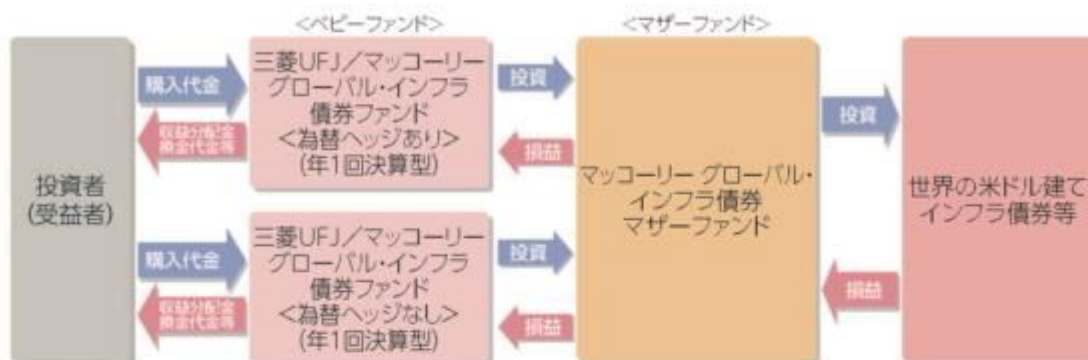 <ベビーファンド>
<マザーファンド>
投資者
(受益者)
購入代金
収益分配金
換金代金等
三菱UFJ/マッコーリー
グローバル・インフラ
債券ファンド
<為替ヘッジあり>
(年1回決算型)
投資
損益
購入代金
収益分配金
換金代金等
三菱UFJ/マッコーリー
グローバル・インフラ
債券ファンド
<為替ヘッジなし>
(年1回決算型)
投資
損益
マッコーリー グローバル・
インフラ債券
マザーファンド
投資
損益
世界の米ドル建て
インフラ債券等